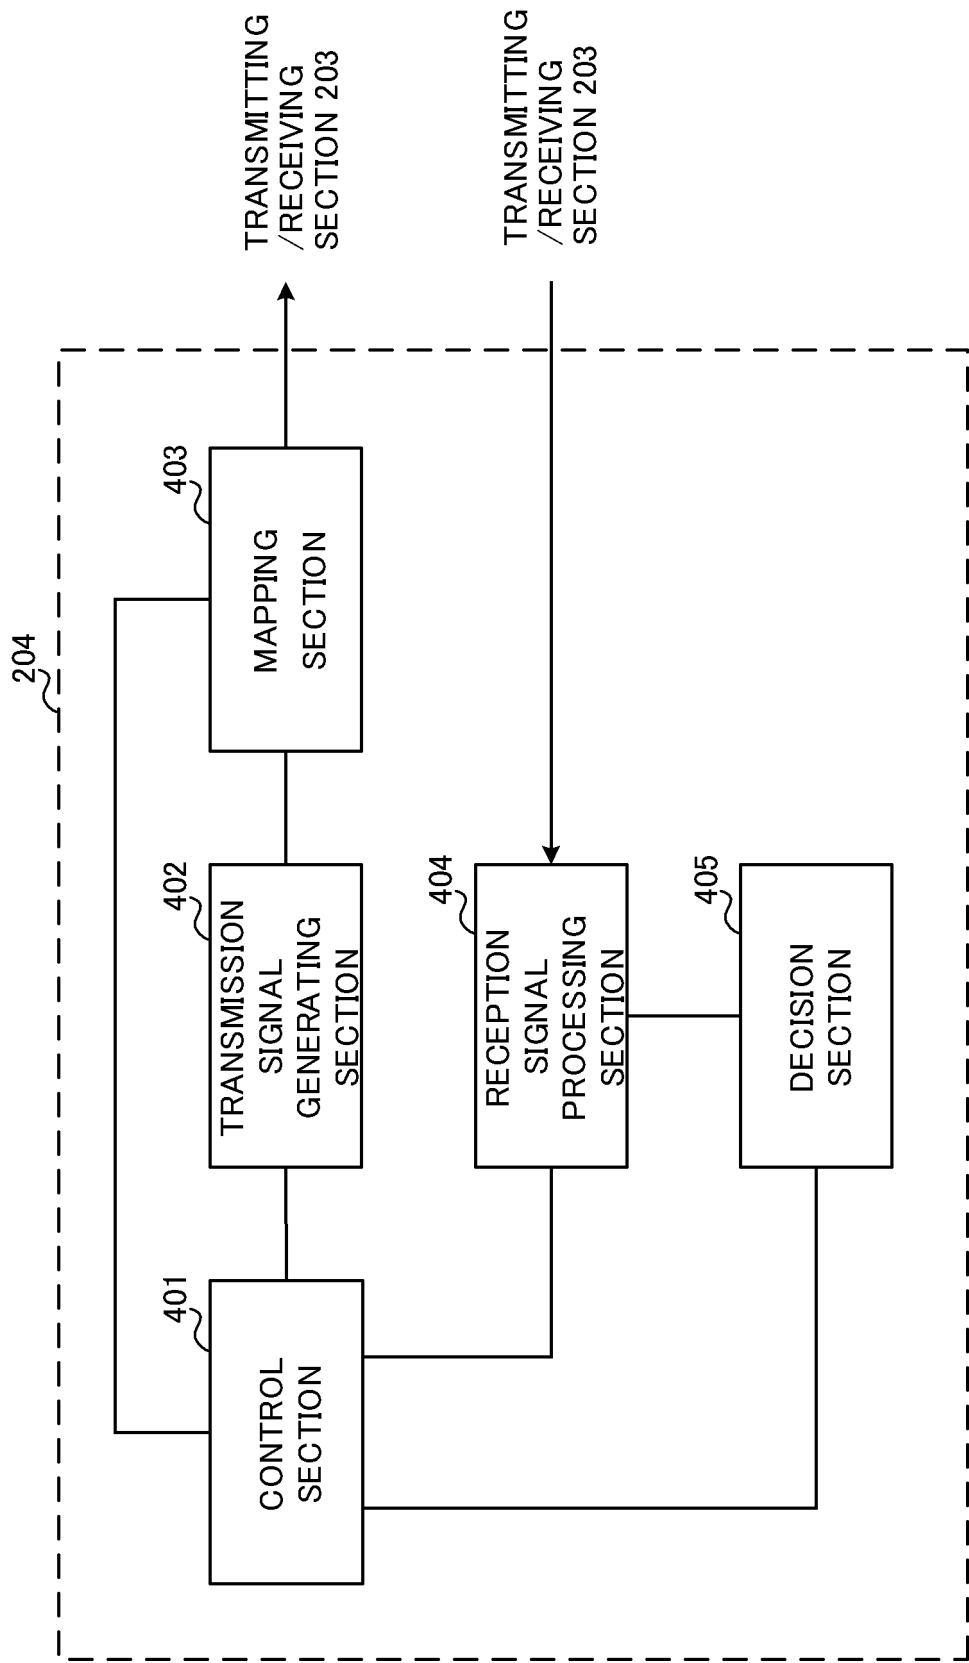 204
401
CONTROL
SECTION
402
TRANSMISSION
SIGNAL
GENERATING
SECTION
403
MAPPING
SECTION
TRANSMITTING
/RECEIVING
SECTION 203
404
RECEPTION
SIGNAL
PROCESSING
SECTION
TRANSMITTING
/RECEIVING
SECTION 203
405
DECISION
SECTION